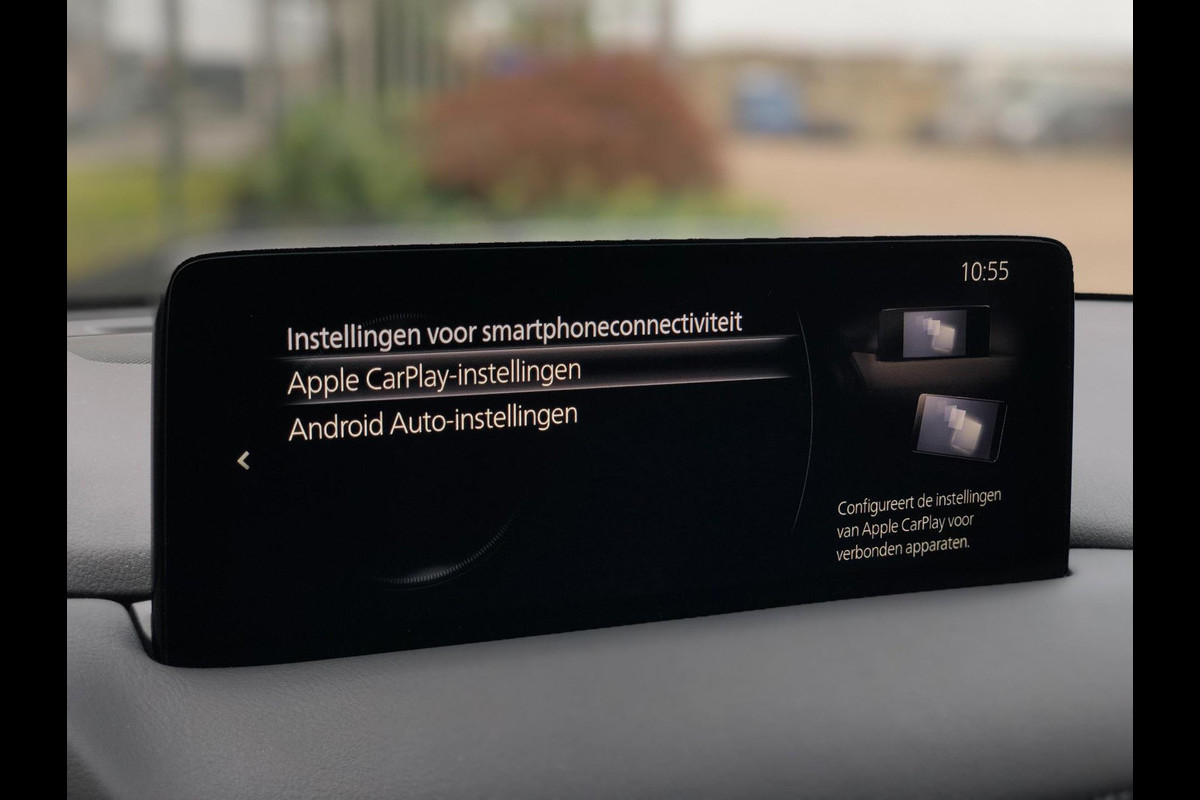 10:55
Instellingen voor smartphoneconnectiviteit
Apple CarPlay-instellingen
Android Auto-instellingen
Configureert de instellingen
van Apple CarPlay voor
verbonden apparaten.